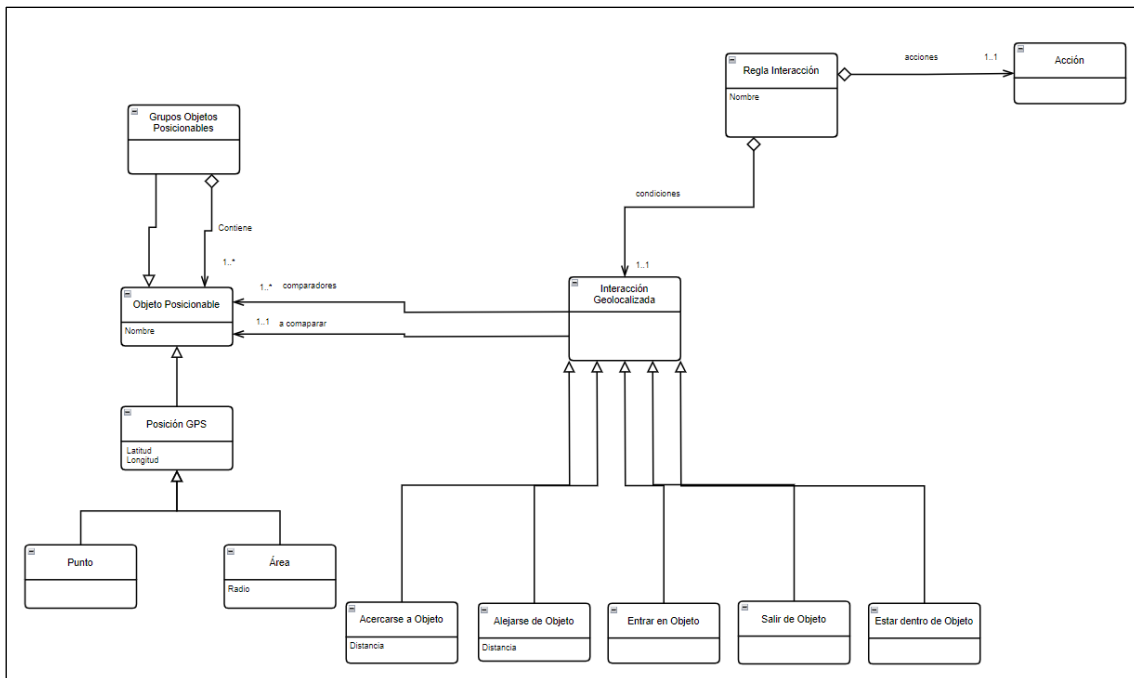 acciones
1..1
Acción
Regla Interacción
Nombre
Grupos Objetos
Posicionables
condiciones
Contiene
1..*
1..1
Interacción
Geolocalizada
1..*
comparadores
Objeto Posicionable
Nombre
1..1
a comaparar
Posición GPS
Latitud
Longitud
Punto
Área
Radio
Acercarse a Objeto
Distancia
Alejarse de Objeto
Distancia
Entrar en Objeto
Salir de Objeto
Estar dentro de Objeto